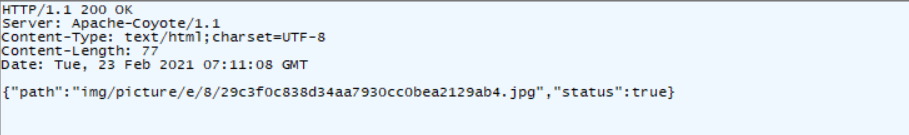 HTTP/1.1 200 OK
Server: Apache-Coyote/1.1
Content-Type: text/html;charset=UTF-8
Content-Length: 77
Date: Tue, 23 Feb 2021 07:11:08 GMT
{"path":"img/picture/e/8/29c3f0c838d34aa7930cc0bea2129ab4.jpg","status":true}